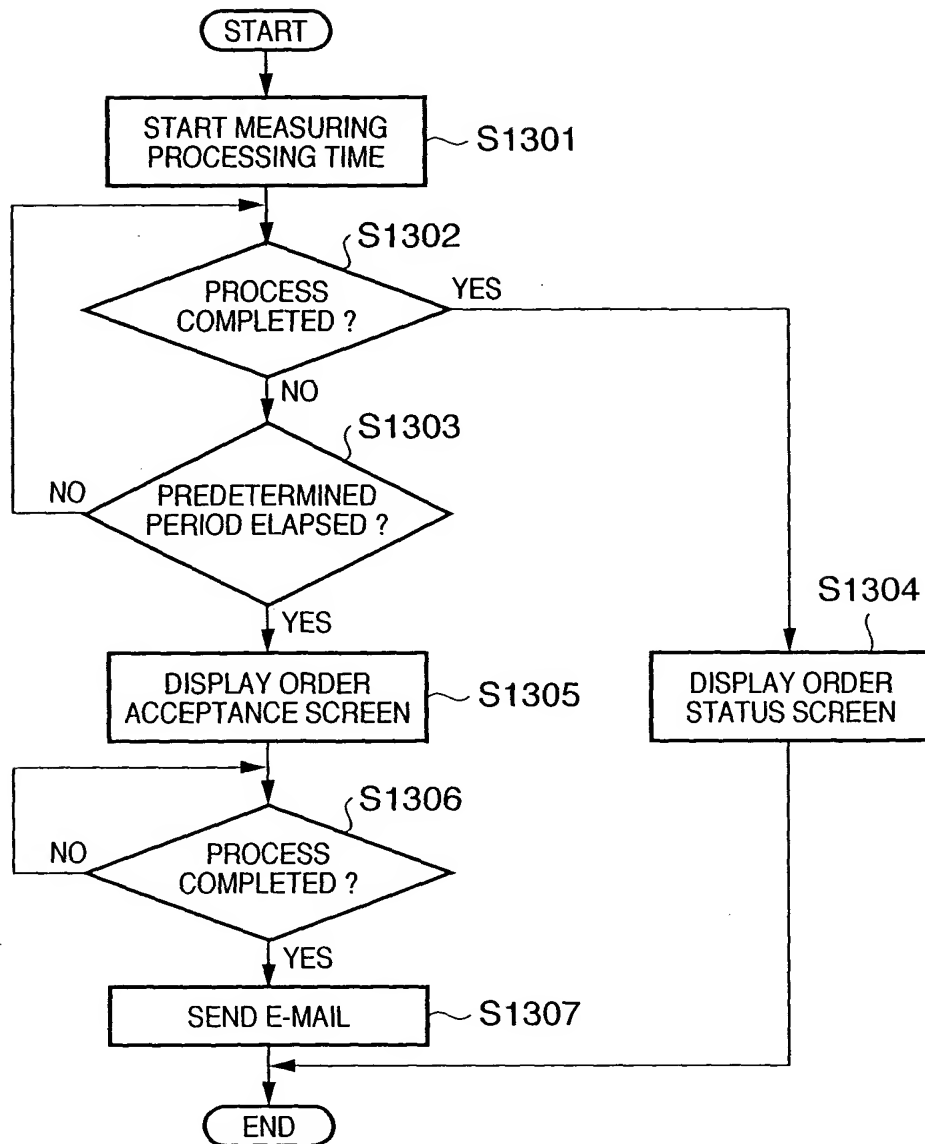 START
START MEASURING
PROCESSING TIME
S1301
S1302
PROCESS
COMPLETED ?
YES
NO
S1303
PREDETERMINED
PERIOD ELAPSED ?
NO
YES
S1304
DISPLAY ORDER
ACCEPTANCE SCREEN
S1305
DISPLAY ORDER
STATUS SCREEN
S1306
PROCESS
COMPLETED ?
NO
YES
SEND E-MAIL
S1307
END